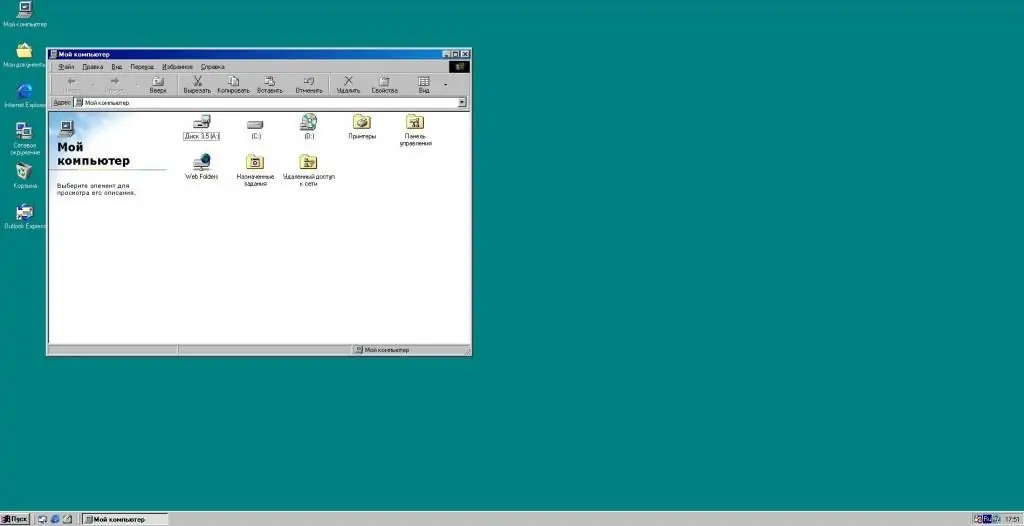 Мой компьютер
Мои документы
Internet Explorer
Сетевое
окружение
Корзина
Outlook Express
Мой компьютер
Файл Правка Вид Переход Избранное Справка
Вверх Вырезать Копировать Вставить Отменить Удалить Свойства Вид
Адрес Мой компьютер
Мой
компьютер
Выберите элемент для
просмотра его описания.
Диск 3,5 (A:) (C:) (D:) Принтеры Панель
управления
Web Folders Назначенные
задания Удаленный доступ
к сети
Мой компьютер
Пуск Мой компьютер Ru 17:51